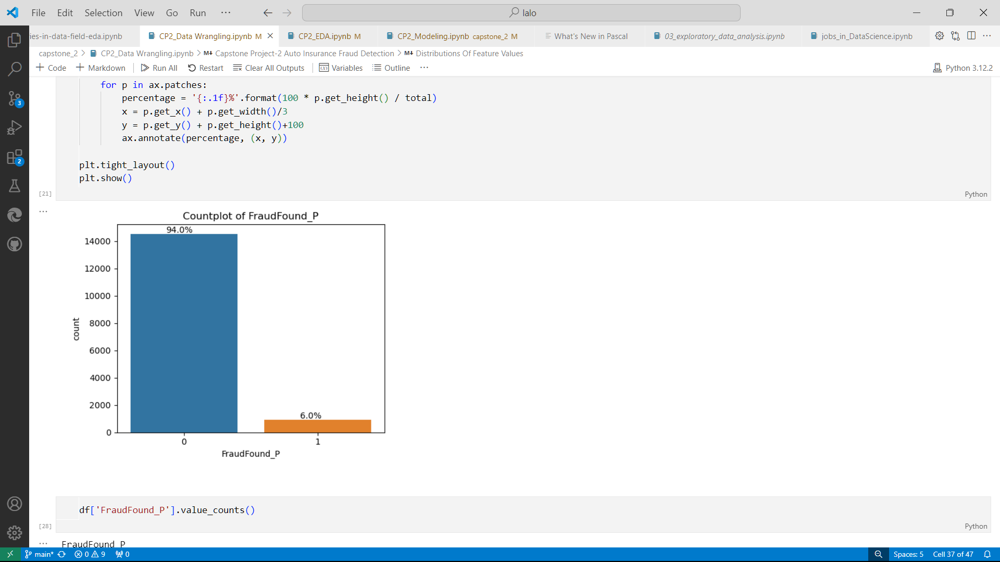 File Edit Selection View Go Run ··· lalo
ies-in-data-field-eda.ipynb CP2_Data Wrangling.ipynb M CP2_EDA.ipynb M CP2_Modeling.ipynb capstone_2 M What's New in Pascal 03_exploratory_data_analysis.ipynb jobs_in_DataScience.ipynb
capstone_2 > CP2_Data Wrangling.ipynb > M↓ Capstone Project-2 Auto Insurance Fraud Detection > M↓ Distributions Of Feature Values
+ Code + Markdown Run All Restart Clear All Outputs Variables Outline ··· Python 3.12.2
for p in ax.patches:
percentage = '{:.1f}%'.format(100 * p.get_height() / total)
x = p.get_x() + p.get_width()/3
y = p.get_y() + p.get_height()+100
ax.annotate(percentage, (x, y))
plt.tight_layout()
plt.show()
[21] Python
Countplot of FraudFound_P
94.0%
14000
12000
10000
8000
count
6000
4000
2000
6.0%
0
0 1
FraudFound_P
df['FraudFound_P'].value_counts()
[28] Python
FraudFound_P
main* 0 9 0 Spaces: 5 Cell 37 of 47
3
2